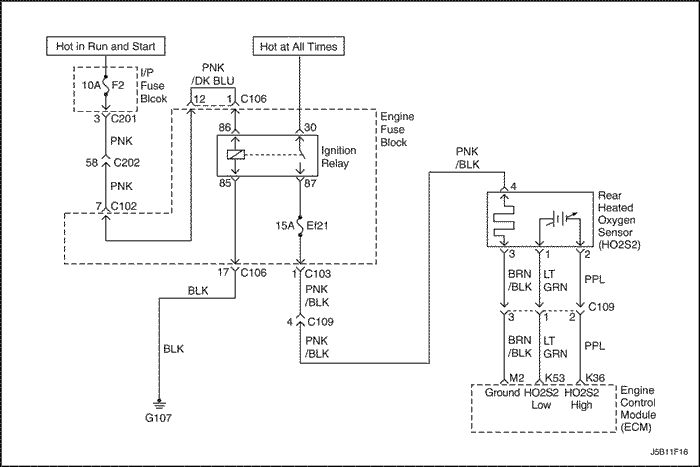 Hot in Run and Start
Hot at All Times
I/P
Fuse
Blcok
10A
F2
3
C201
PNK
58
C202
PNK
7
C102
PNK
/DK BLU
12
1
C106
Engine
Fuse
Block
86
30
Ignition
Relay
85
87
15A
Ef21
17
C106
1
C103
BLK
PNK
/BLK
4
C109
PNK
/BLK
BLK
G107
PNK
/BLK
4
Rear
Heated
Oxygen
Sensor
(HO2S2)
3
1
2
BRN
/BLK
LT
GRN
PPL
C109
3
1
2
BRN
/BLK
LT
GRN
PPL
M2
K53
K36
Ground
HO2S2
Low
HO2S2
High
Engine
Control
Module
(ECM)
J5B11F16